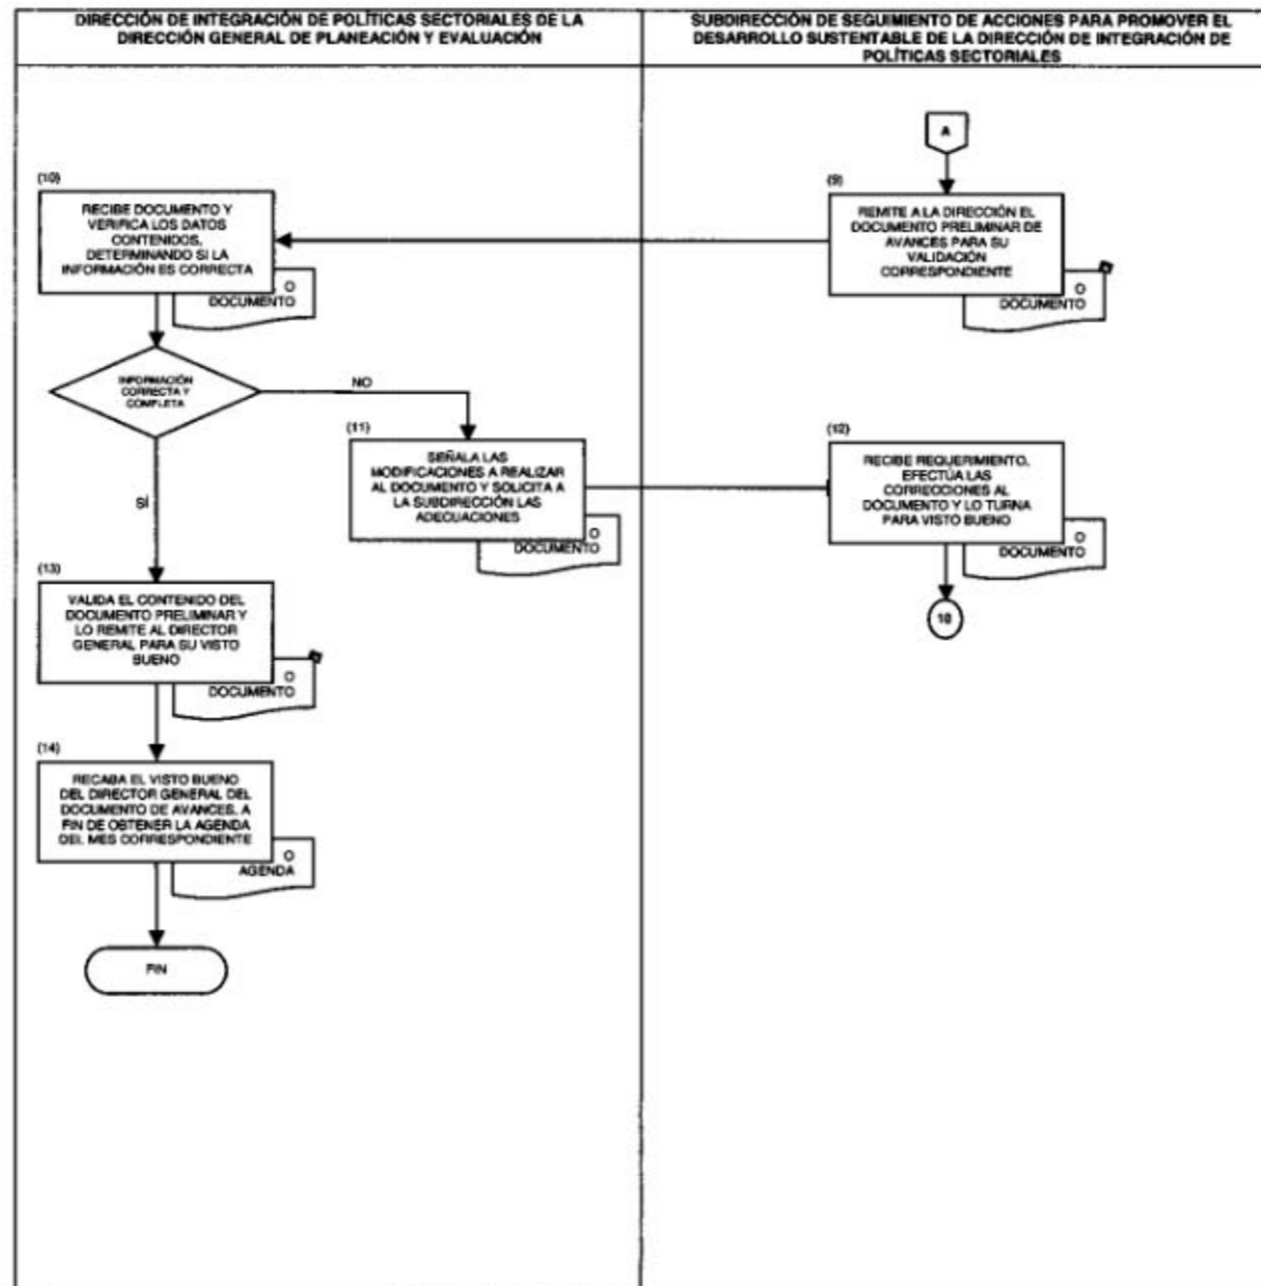 DIRECCIÓN DE INTEGRACIÓN DE POLÍTICAS SECTORIALES DE LA
DIRECCIÓN GENERAL DE PLANEACIÓN Y EVALUACIÓN
SUBDIRECCIÓN DE SEGUIMIENTO DE ACCIONES PARA PROMOVER EL
DESARROLLO SUSTENTABLE DE LA DIRECCIÓN DE INTEGRACIÓN DE
POLÍTICAS SECTORIALES
A
(9)
REMITE A LA DIRECCIÓN EL
DOCUMENTO PRELIMINAR DE
AVANCES PARA SU
VALIDACIÓN
CORRESPONDIENTE
O
DOCUMENTO
(10)
RECIBE DOCUMENTO Y
VERIFICA LOS DATOS
CONTENIDOS,
DETERMINANDO SI LA
INFORMACIÓN ES CORRECTA
O
DOCUMENTO
INFORMACIÓN
CORRECTA Y
COMPLETA
NO
SÍ
(11)
SEÑALA LAS
MODIFICACIONES A REALIZAR
AL DOCUMENTO Y SOLICITA A
LA SUBDIRECCIÓN LAS
ADECUACIONES
O
DOCUMENTO
(12)
RECIBE REQUERIMIENTO,
EFECTÚA LAS
CORRECCIONES AL
DOCUMENTO Y LO TURNA
PARA VISTO BUENO
O
DOCUMENTO
10
(13)
VALIDA EL CONTENIDO DEL
DOCUMENTO PRELIMINAR Y
LO REMITE AL DIRECTOR
GENERAL PARA SU VISTO
BUENO
O
DOCUMENTO
(14)
RECABA EL VISTO BUENO
DEL DIRECTOR GENERAL DEL
DOCUMENTO DE AVANCES, A
FIN DE OBTENER LA AGENDA
DEL MES CORRESPONDIENTE
O
AGENDA
FIN